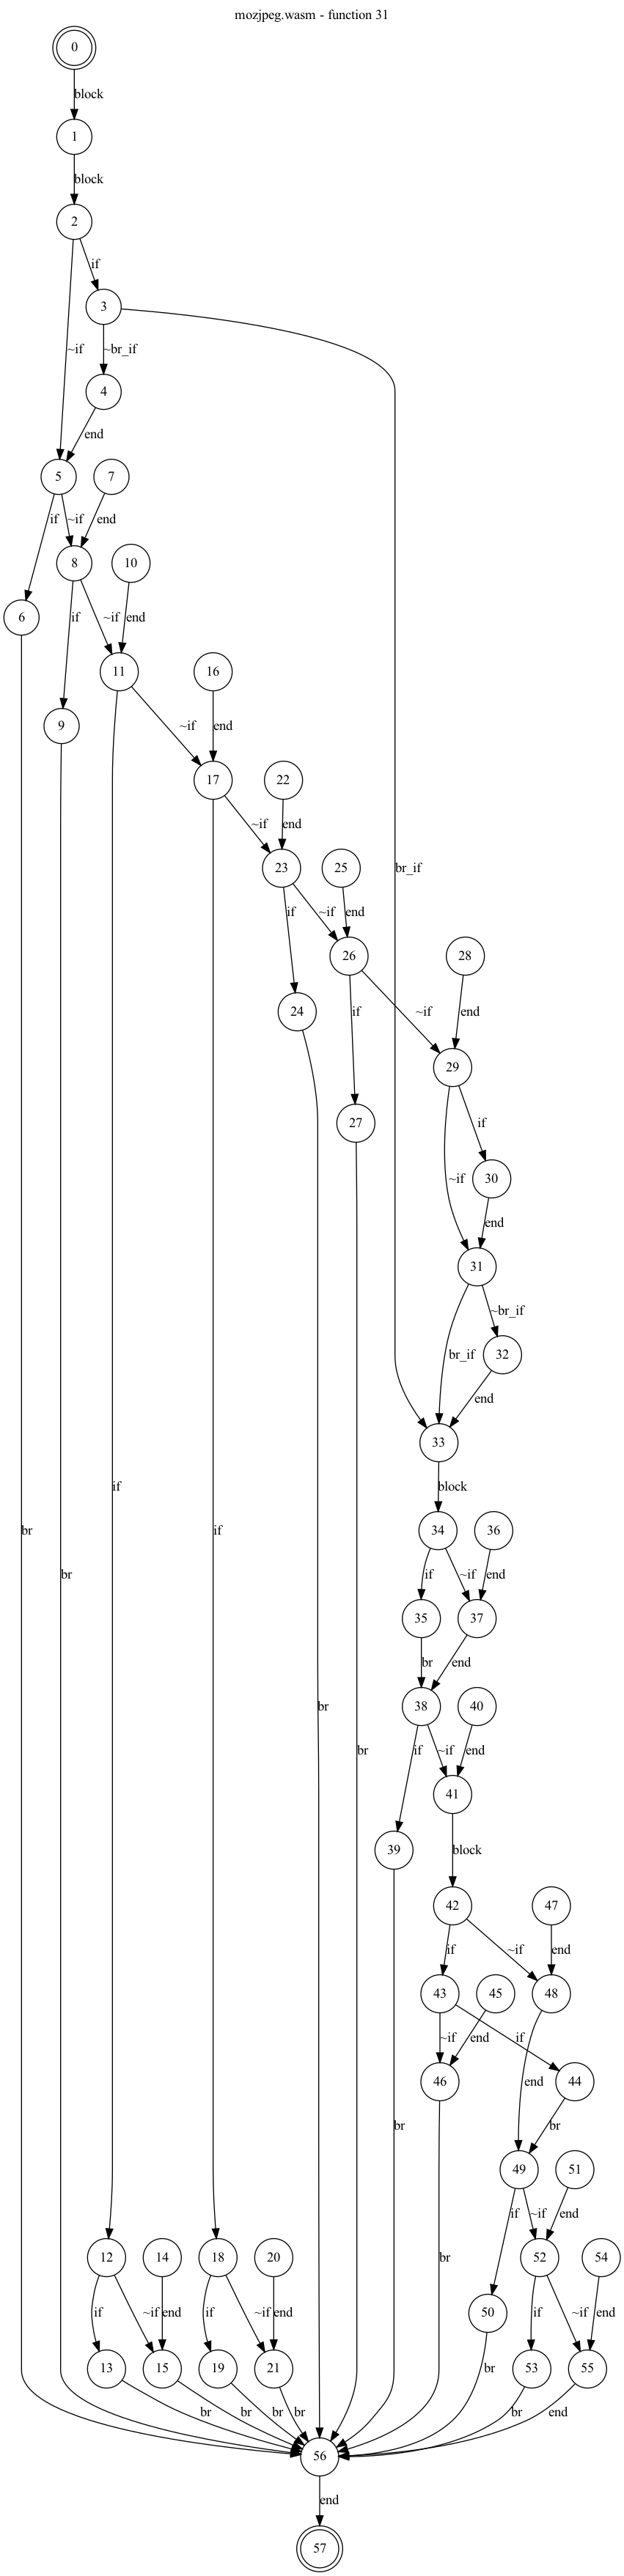 mozjpeg.wasm - function 31
0
block
1
block
2
if
3
~if
~br_if
4
end
5
7
if
~if
end
8
10
6
if
~if
end
11
16
9
~if
end
17
22
~if
end
23
25
br_if
if
~if
end
26
28
24
if
~if
end
29
27
if
~if
30
end
31
~br_if
br_if
32
end
33
if
block
br
if
34
36
br
if
~if
end
35
37
br
br
end
38
40
br
if
~if
end
41
39
block
42
47
if
~if
end
43
45
48
~if
end
if
46
end
44
br
br
49
51
if
~if
end
12
14
18
20
52
54
br
if
~if
end
if
~if
end
50
if
~if
end
13
15
19
21
br
53
55
br
br
br
br
br
end
56
end
57